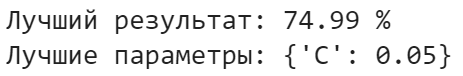 Лучший результат: 74.99 %
Лучшие параметры: {'C': 0.05}